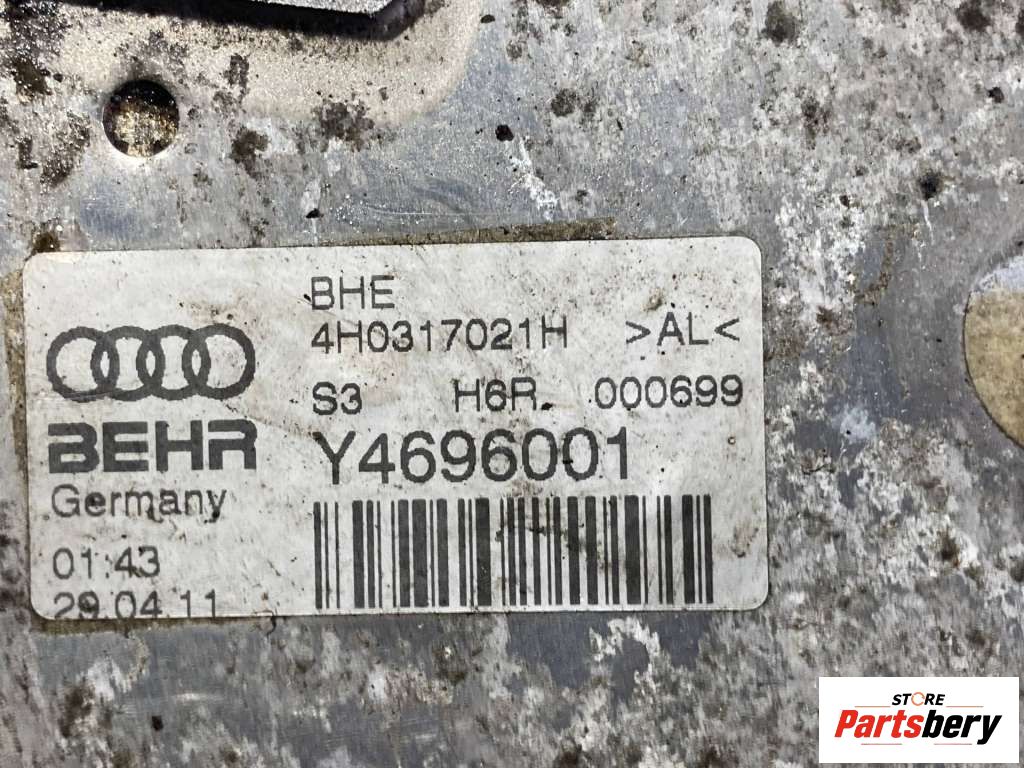 BHE
4H0317021H >AL<
S3 H6R. 000699
BEHR Y4696001
Germany
01:43
29.04.11
STORE
Partsbery